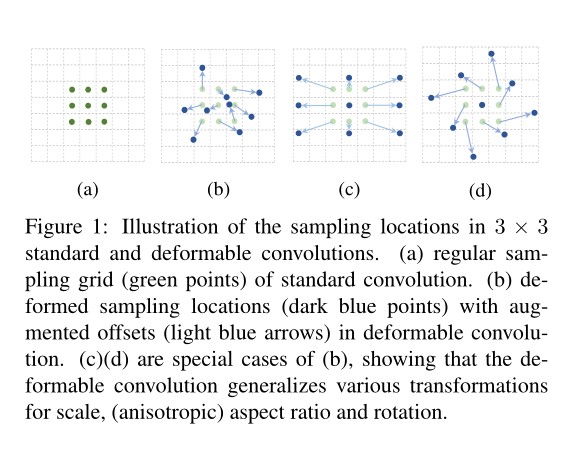 (a) (b) (c) (d)
Figure 1: Illustration of the sampling locations in 3 × 3
standard and deformable convolutions. (a) regular sam-
pling grid (green points) of standard convolution. (b) de-
formed sampling locations (dark blue points) with aug-
mented offsets (light blue arrows) in deformable convolu-
tion. (c)(d) are special cases of (b), showing that the de-
formable convolution generalizes various transformations
for scale, (anisotropic) aspect ratio and rotation.